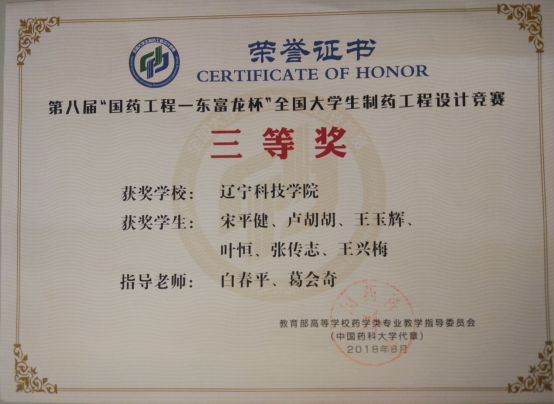 荣誉证书
CERTIFICATE OF HONOR
第八届“国药工程—东富龙杯”全国大学生制药工程设计竞赛
三等奖
获奖学校：辽宁科技学院
获奖学生：宋平健、卢胡胡、王玉辉、
叶恒、张传志、王兴梅
指导老师：白春平、葛会奇
教育部高等学校药学类专业教学指导委员会
（中国药科大学代章）
2018年8月